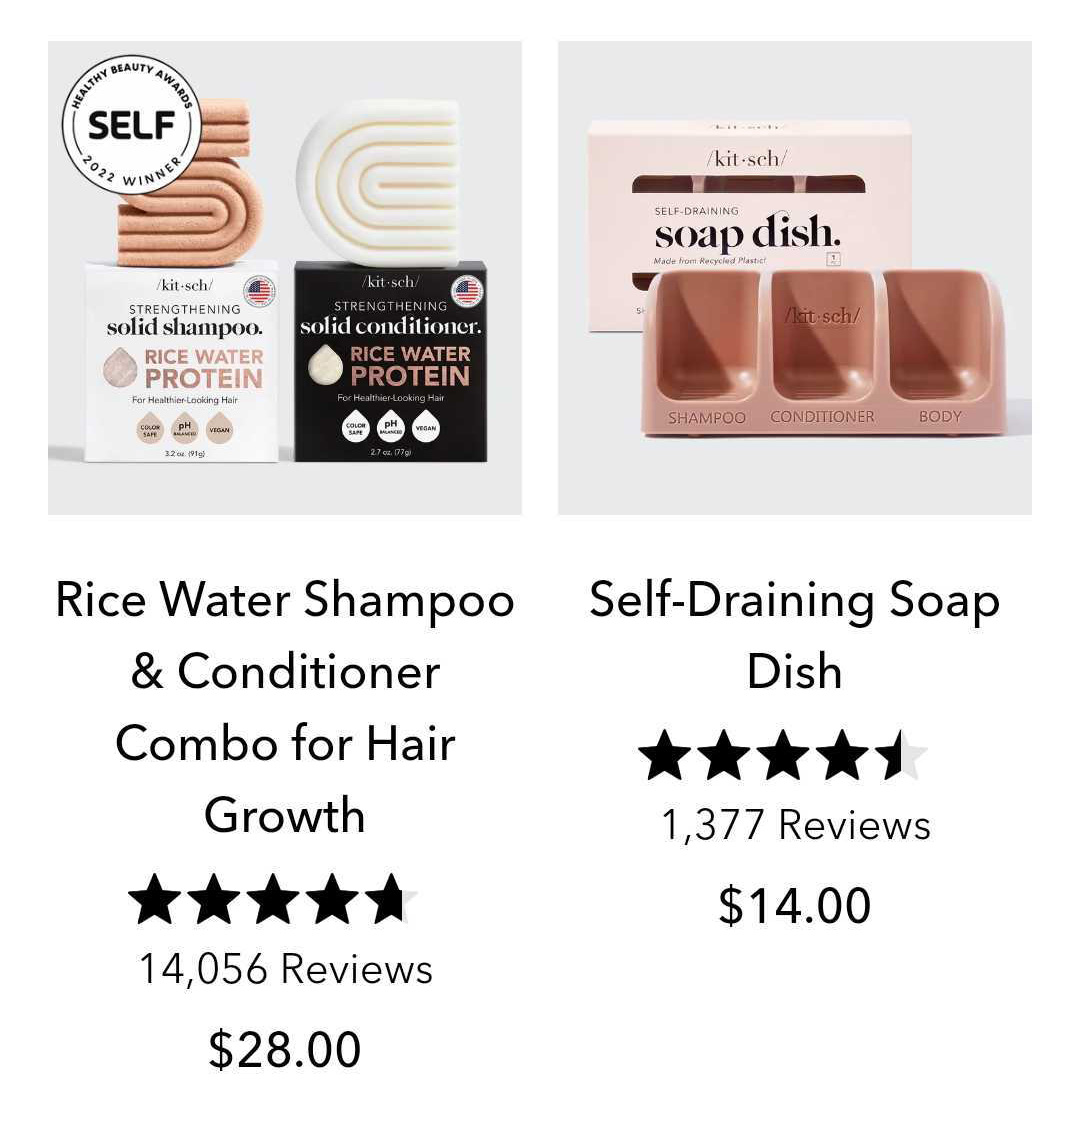 HEALTHY BEAUTY AWARDS
SELF
2022 WINNER
/kit·sch/
STRENGTHENING
solid shampoo.
RICE WATER
PROTEIN
For Healthier-Looking Hair
COLOR SAFE
pH BALANCED
VEGAN
3.2 oz. (91g)
/kit·sch/
STRENGTHENING
solid conditioner.
RICE WATER
PROTEIN
For Healthier-Looking Hair
COLOR SAFE
pH BALANCED
VEGAN
2.7 oz. (77g)
/kit·sch/
/kit·sch/
SELF-DRAINING
soap dish.
Made from Recycled Plastic!
/kit·sch/
SHAMPOO
CONDITIONER
BODY
Rice Water Shampoo
& Conditioner
Combo for Hair
Growth
14,056 Reviews
$28.00
Self-Draining Soap
Dish
1,377 Reviews
$14.00